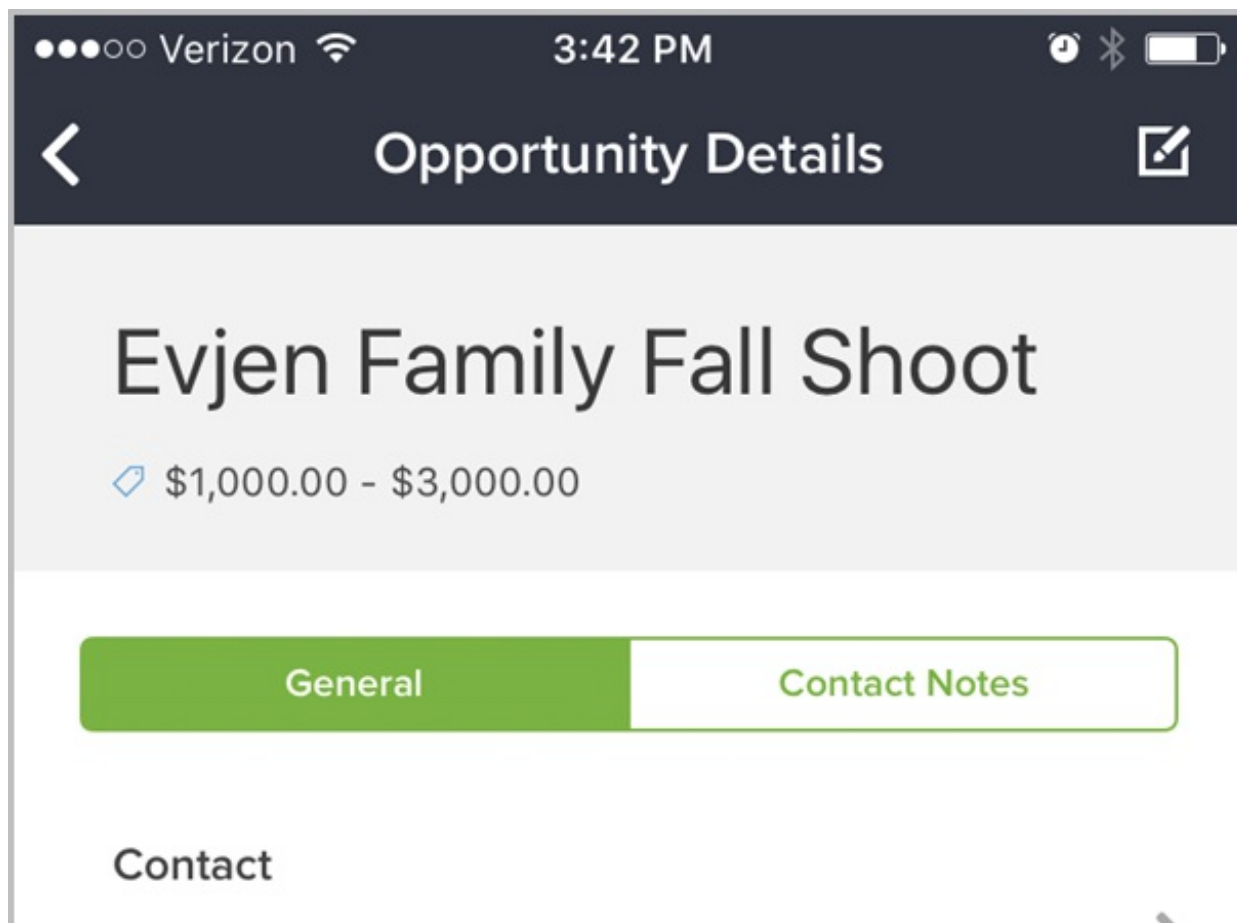 Verizon 3:42 PM
Opportunity Details
Evjen Family Fall Shoot
$1,000.00 - $3,000.00
General Contact Notes
Contact